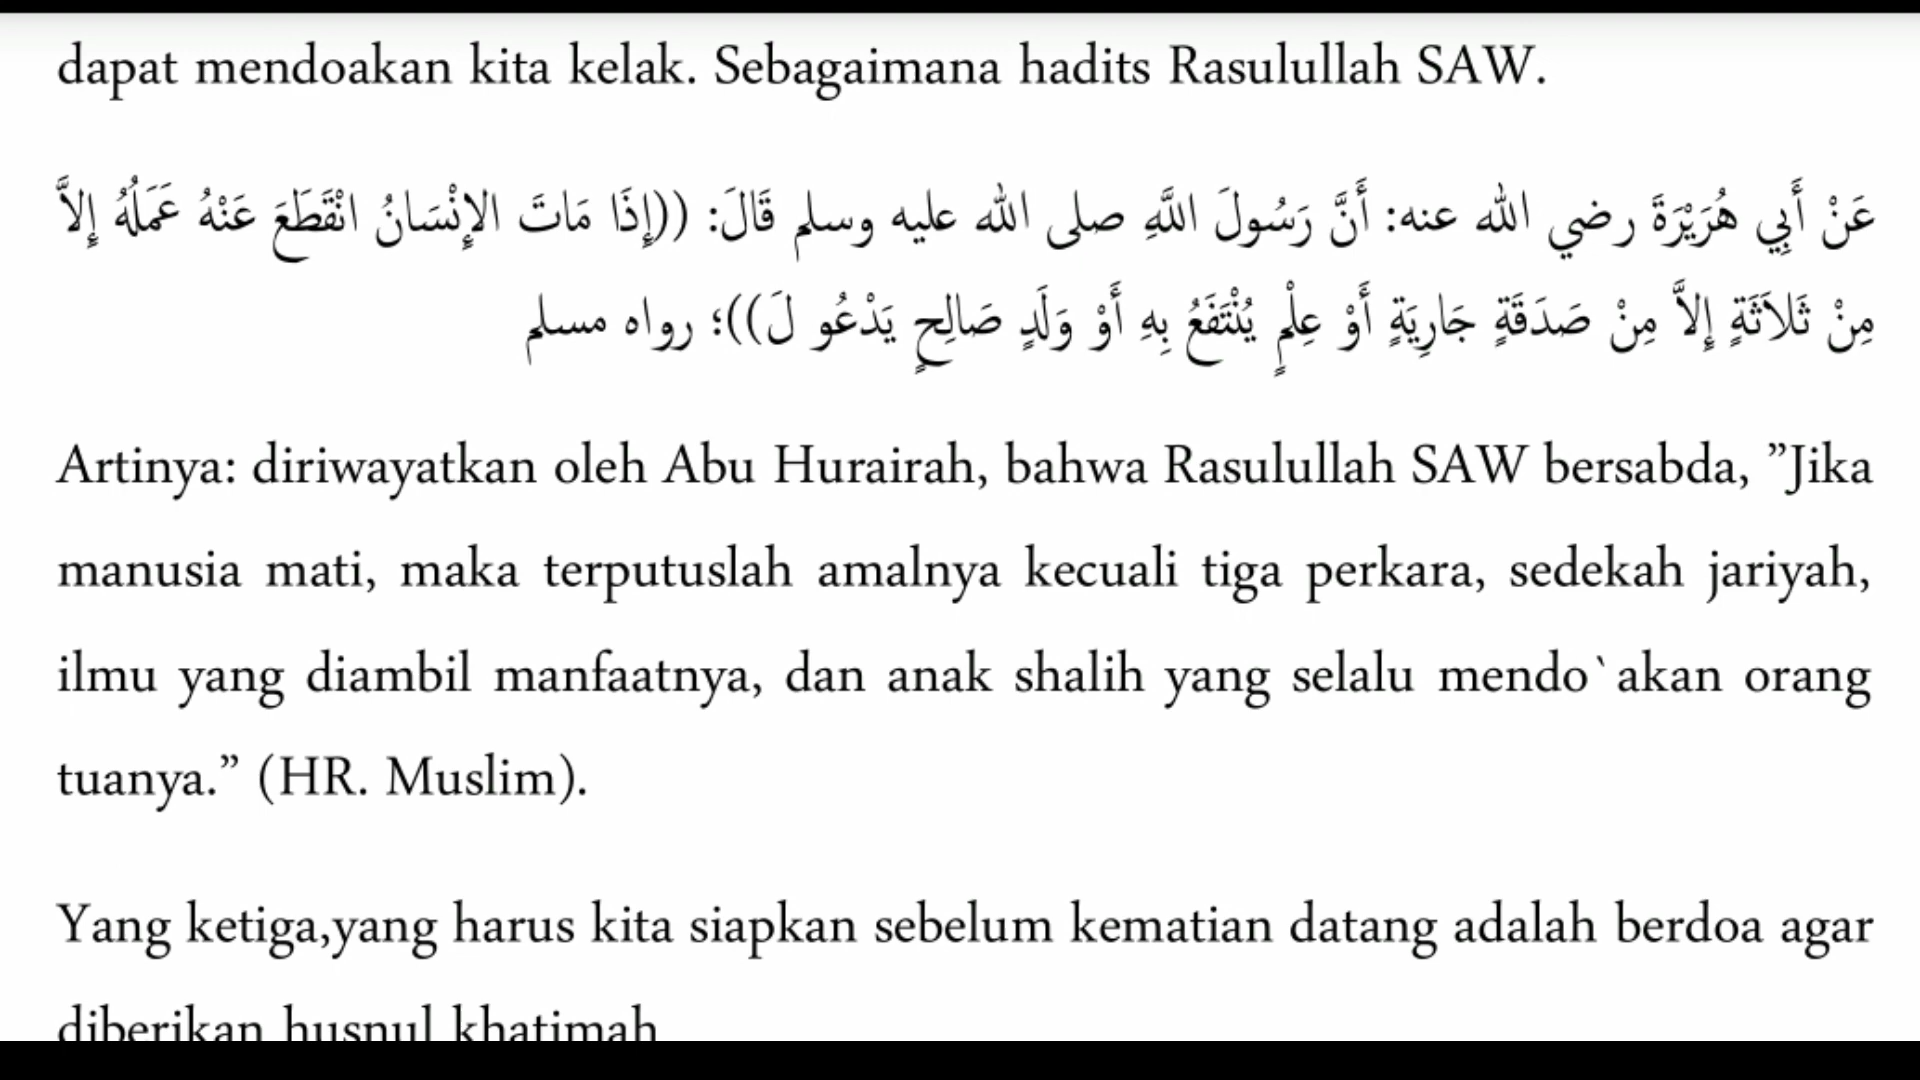 dapat mendoakan kita kelak. Sebagaimana hadits Rasulullah SAW.
عَنْ أَبِي هُرَيْرَةَ رضي الله عنه: أَنَّ رَسُولَ اللَّهِ صلى الله عليه وسلم قَالَ: ((إِذَا مَاتَ الإِنْسَانُ انْقَطَعَ عَنْهُ عَمَلُهُ إِلاَّ
مِنْ ثَلاَثَةٍ إِلاَّ مِنْ صَدَقَةٍ جَارِيَةٍ أَوْ عِلْمٍ يُنْتَفَعُ بِهِ أَوْ وَلَدٍ صَالِحٍ يَدْعُو لَ))؛ رواه مسلم
Artinya: diriwayatkan oleh Abu Hurairah, bahwa Rasulullah SAW bersabda, ”Jika
manusia mati, maka terputuslah amalnya kecuali tiga perkara, sedekah jariyah,
ilmu yang diambil manfaatnya, dan anak shalih yang selalu mendo`akan orang
tuanya.” (HR. Muslim).
Yang ketiga,yang harus kita siapkan sebelum kematian datang adalah berdoa agar
diberikan husnul khatimah